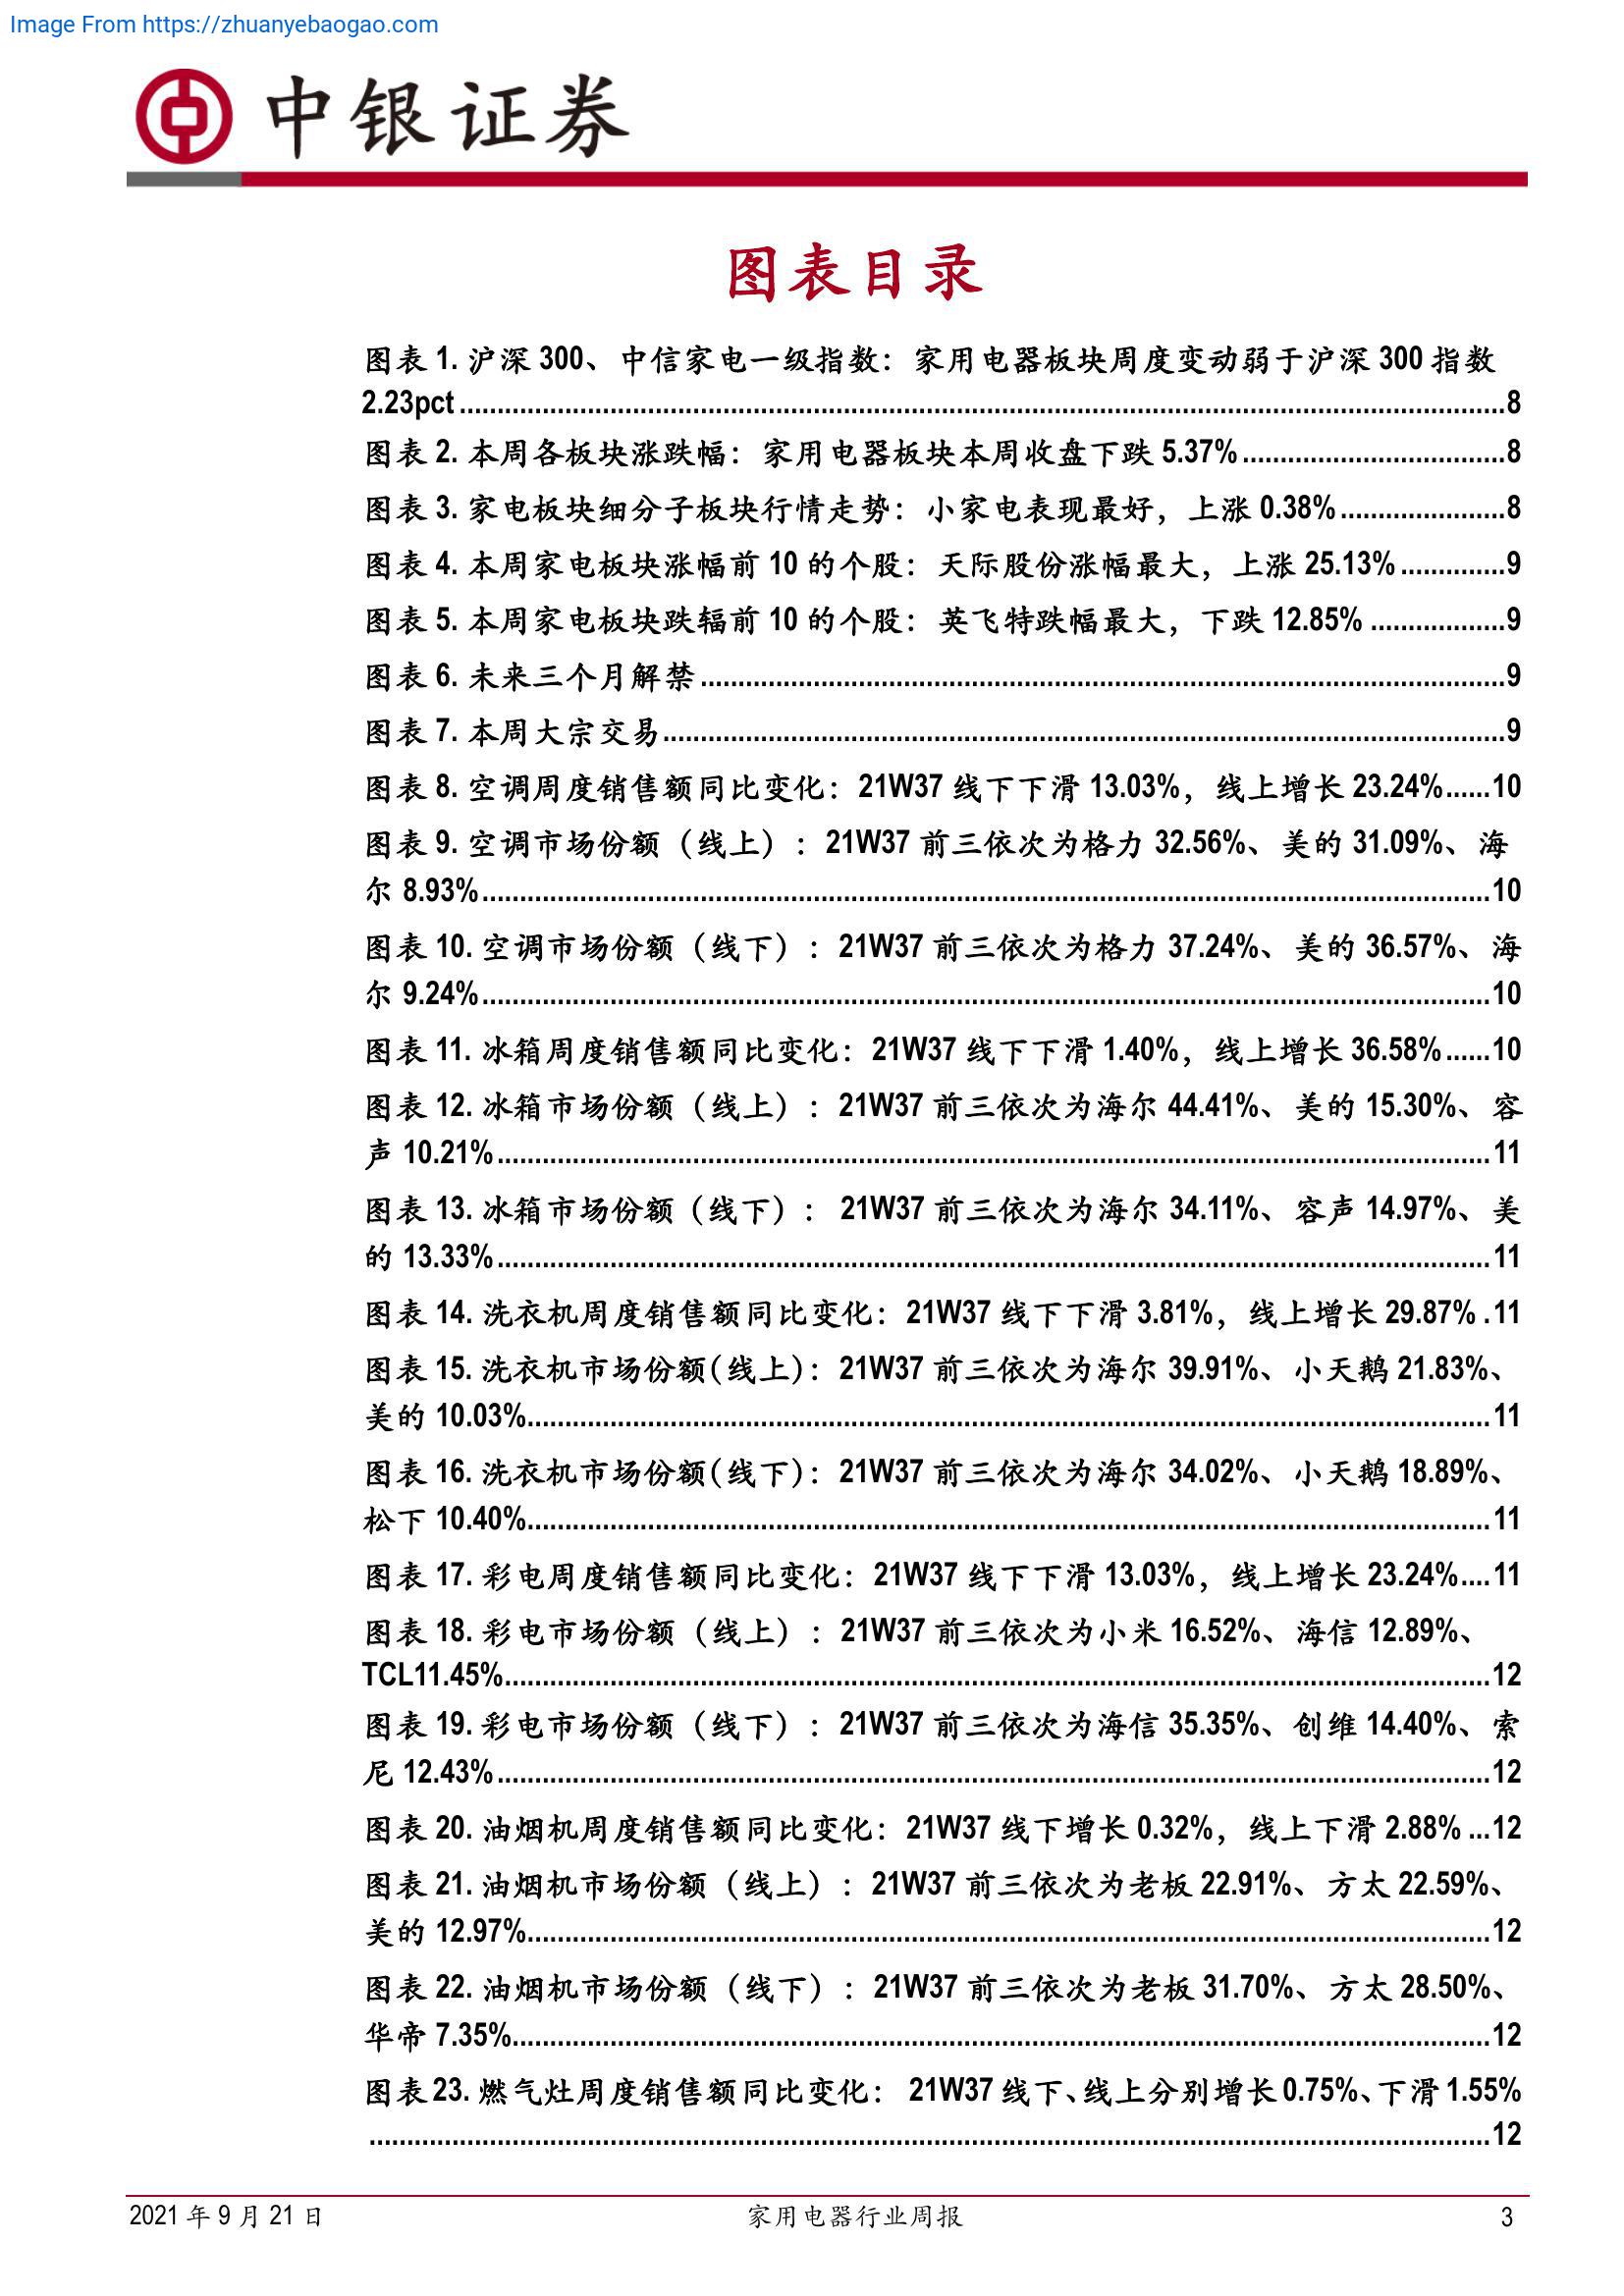 Image From https://zhuanyebaogao.com
中银证券
图表目录
图表 1. 沪深 300、中信家电一级指数：家用电器板块周度变动弱于沪深 300 指数
2.23pct ........................................................................................................8
图表 2. 本周各板块涨跌幅：家用电器板块本周收盘下跌 5.37%...................................8
图表 3. 家电板块细分子板块行情走势：小家电表现最好，上涨 0.38%......................8
图表 4. 本周家电板块涨幅前 10 的个股：天际股份涨幅最大，上涨 25.13%..............9
图表 5. 本周家电板块跌辐前 10 的个股：英飞特跌幅最大，下跌 12.85% ..................9
图表 6. 未来三个月解禁........................................................................................9
图表 7. 本周大宗交易............................................................................................9
图表 8. 空调周度销售额同比变化：21W37 线下下滑 13.03%，线上增长 23.24%......10
图表 9. 空调市场份额（线上）：21W37 前三依次为格力 32.56%、美的 31.09%、海
尔 8.93%........................................................................................................10
图表 10. 空调市场份额（线下）：21W37 前三依次为格力 37.24%、美的 36.57%、海
尔 9.24%........................................................................................................10
图表 11. 冰箱周度销售额同比变化：21W37 线下下滑 1.40%，线上增长 36.58%......10
图表 12. 冰箱市场份额（线上）：21W37 前三依次为海尔 44.41%、美的 15.30%、容
声 10.21%........................................................................................................11
图表 13. 冰箱市场份额（线下）： 21W37 前三依次为海尔 34.11%、容声 14.97%、美
的 13.33%........................................................................................................11
图表 14. 洗衣机周度销售额同比变化：21W37 线下下滑 3.81%，线上增长 29.87% .11
图表 15. 洗衣机市场份额(线上)：21W37 前三依次为海尔 39.91%、小天鹅 21.83%、
美的 10.03%........................................................................................................11
图表 16. 洗衣机市场份额(线下)：21W37 前三依次为海尔 34.02%、小天鹅 18.89%、
松下 10.40%........................................................................................................11
图表 17. 彩电周度销售额同比变化：21W37 线下下滑 13.03%，线上增长 23.24%....11
图表 18. 彩电市场份额（线上）：21W37 前三依次为小米 16.52%、海信 12.89%、
TCL11.45%........................................................................................................12
图表 19. 彩电市场份额（线下）：21W37 前三依次为海信 35.35%、创维 14.40%、索
尼 12.43%........................................................................................................12
图表 20. 油烟机周度销售额同比变化：21W37 线下增长 0.32%，线上下滑 2.88% ...12
图表 21. 油烟机市场份额（线上）：21W37 前三依次为老板 22.91%、方太 22.59%、
美的 12.97%........................................................................................................12
图表 22. 油烟机市场份额（线下）：21W37 前三依次为老板 31.70%、方太 28.50%、
华帝 7.35%........................................................................................................12
图表 23. 燃气灶周度销售额同比变化： 21W37 线下、线上分别增长 0.75%、下滑 1.55%
........................................................................................................12
2021 年 9 月 21 日 家用电器行业周报 3